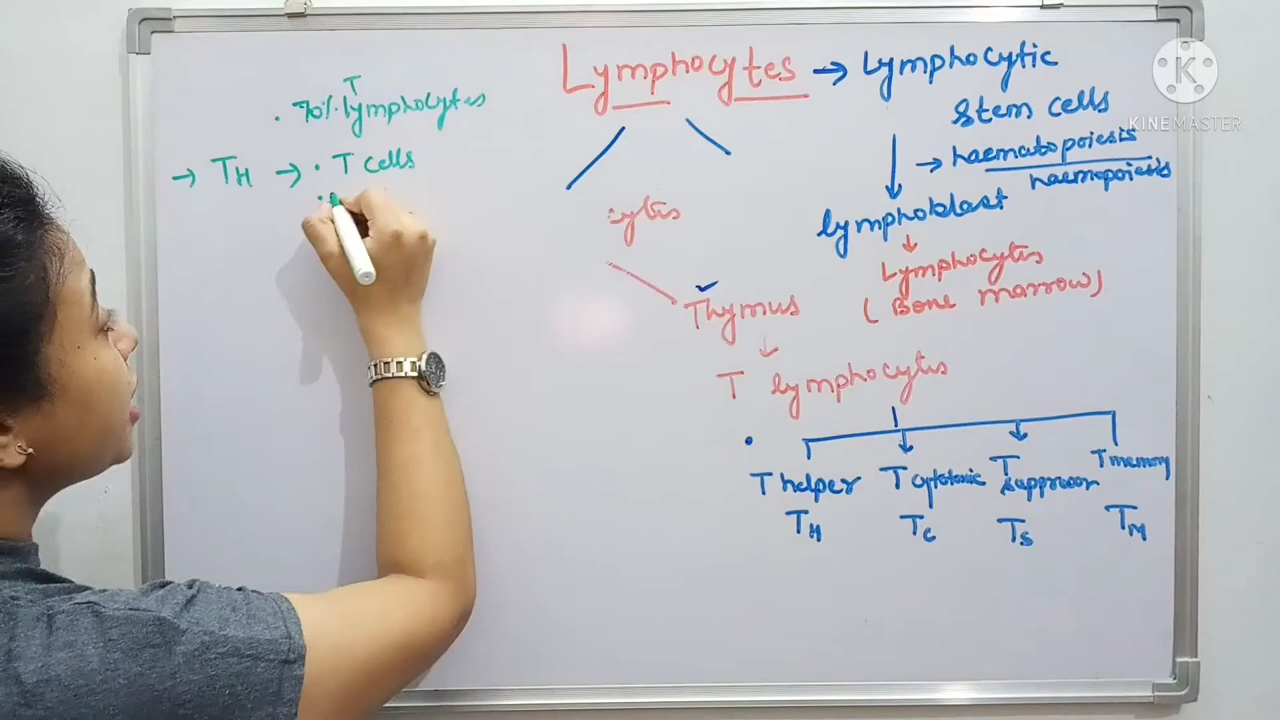 Lymphocytes → Lymphocytic
stem cells
→ haematopoiesis
haemopoiesis
lymphoblast
Lymphocytes
(Bone marrow)
. 70% T lymphocytes
→ TH → . T cells
cytes
Thymus
T lymphocytes
T helper T cytotoxic T suppressor T memory
TH TC TS TM
K
KINEMASTER